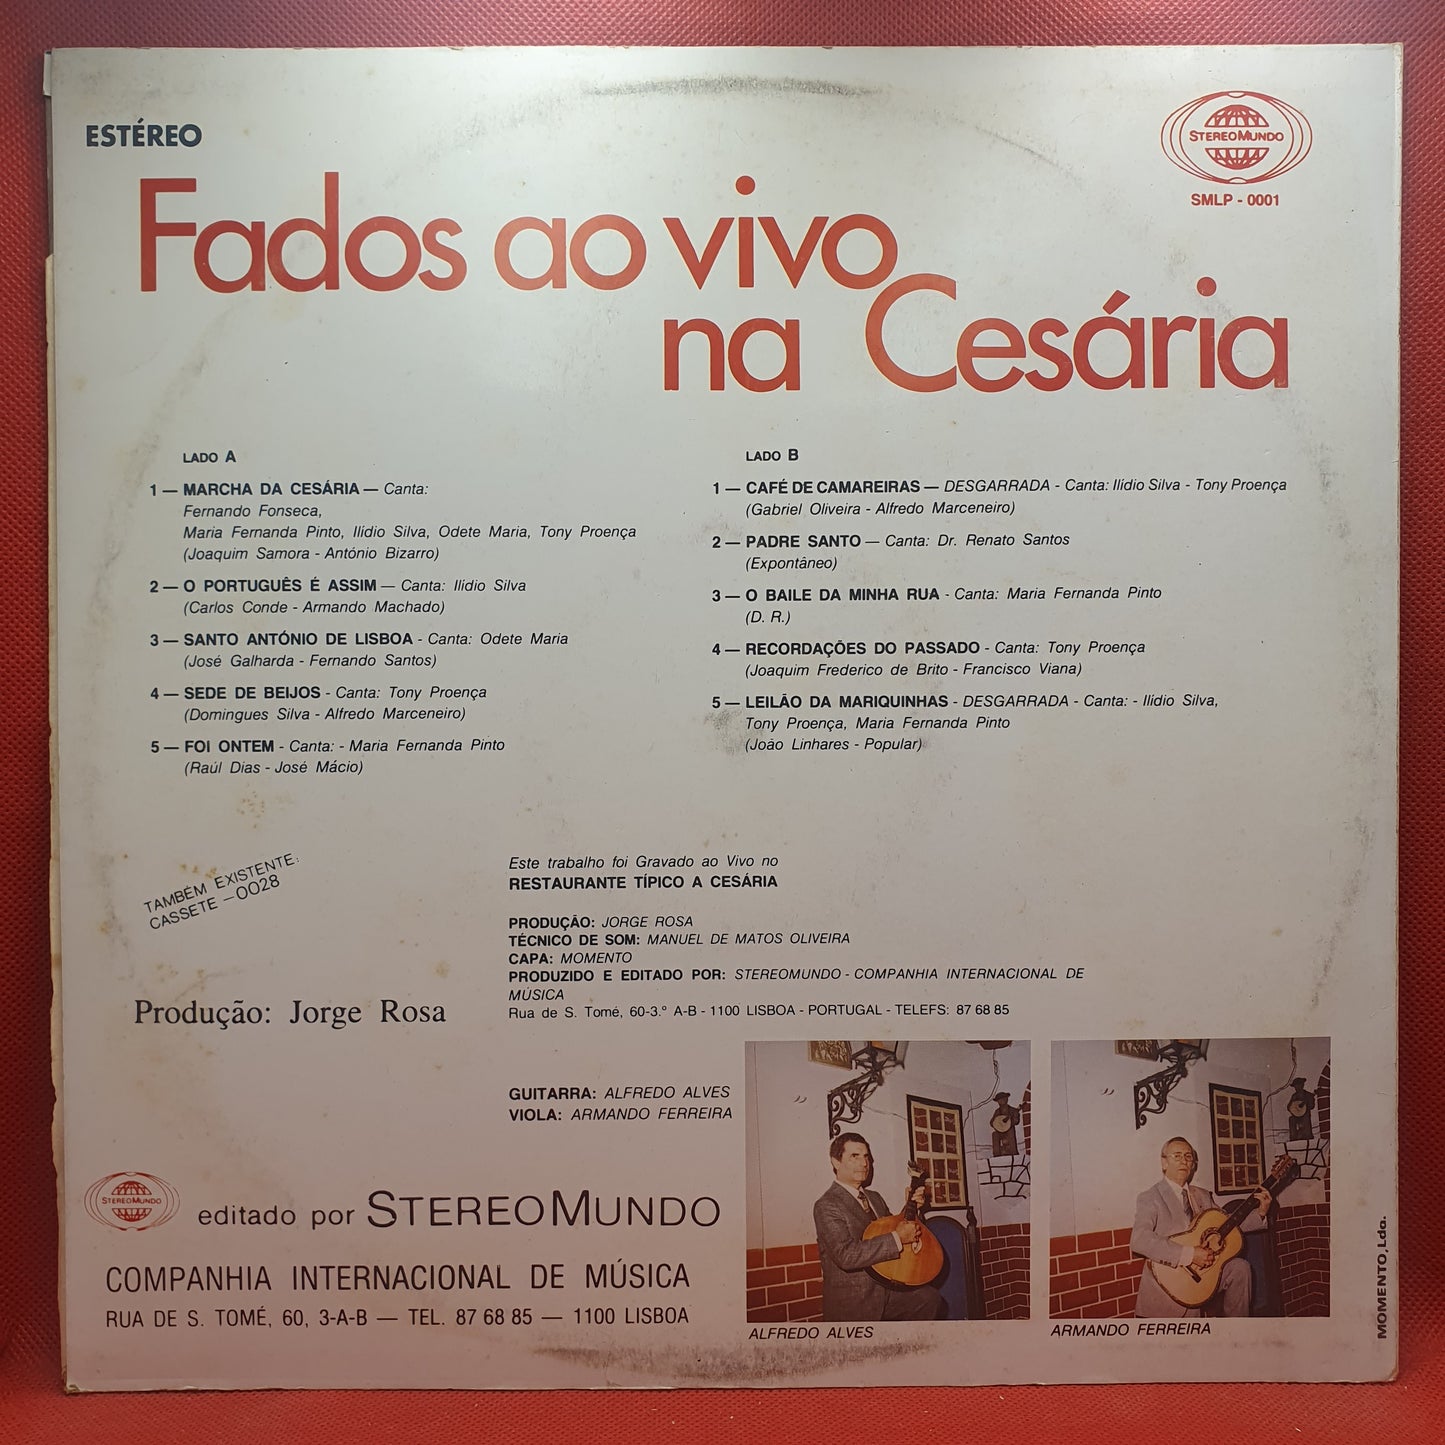 ESTÉREO
STEREOMUNDO
SMLP - 0001
Fados ao vivo
na Cesária
LADO A
1 — MARCHA DA CESÁRIA — Canta:
Fernando Fonseca,
Maria Fernanda Pinto, Ilídio Silva, Odete Maria, Tony Proença
(Joaquim Samora - António Bizarro)
2 — O PORTUGUÊS É ASSIM — Canta: Ilídio Silva
(Carlos Conde - Armando Machado)
3 — SANTO ANTÓNIO DE LISBOA - Canta: Odete Maria
(José Galharda - Fernando Santos)
4 — SEDE DE BEIJOS - Canta: Tony Proença
(Domingues Silva - Alfredo Marceneiro)
5 — FOI ONTEM - Canta: - Maria Fernanda Pinto
(Raúl Dias - José Mácio)
LADO B
1 — CAFÉ DE CAMAREIRAS — DESGARRADA - Canta: Ilídio Silva - Tony Proença
(Gabriel Oliveira - Alfredo Marceneiro)
2 — PADRE SANTO — Canta: Dr. Renato Santos
(Expontâneo)
3 — O BAILE DA MINHA RUA - Canta: Maria Fernanda Pinto
(D. R.)
4 — RECORDAÇÕES DO PASSADO - Canta: Tony Proença
(Joaquim Frederico de Brito - Francisco Viana)
5 — LEILÃO DA MARIQUINHAS - DESGARRADA - Canta: - Ilídio Silva,
Tony Proença, Maria Fernanda Pinto
(João Linhares - Popular)
TAMBÉM EXISTENTE:
CASSETE — 0028
Este trabalho foi Gravado ao Vivo no
RESTAURANTE TÍPICO A CESÁRIA
PRODUÇÃO: JORGE ROSA
TÉCNICO DE SOM: MANUEL DE MATOS OLIVEIRA
CAPA: MOMENTO
PRODUZIDO E EDITADO POR: STEREOMUNDO - COMPANHIA INTERNACIONAL DE
MÚSICA
Rua de S. Tomé, 60-3.º A-B - 1100 LISBOA - PORTUGAL - TELEFS: 87 68 85
Produção: Jorge Rosa
GUITARRA: ALFREDO ALVES
VIOLA: ARMANDO FERREIRA
STEREOMUNDO
editado por STEREOMUNDO
COMPANHIA INTERNACIONAL DE MÚSICA
RUA DE S. TOMÉ, 60, 3-A-B — TEL. 87 68 85 — 1100 LISBOA
ALFREDO ALVES
ARMANDO FERREIRA
MOMENTO, Lda.